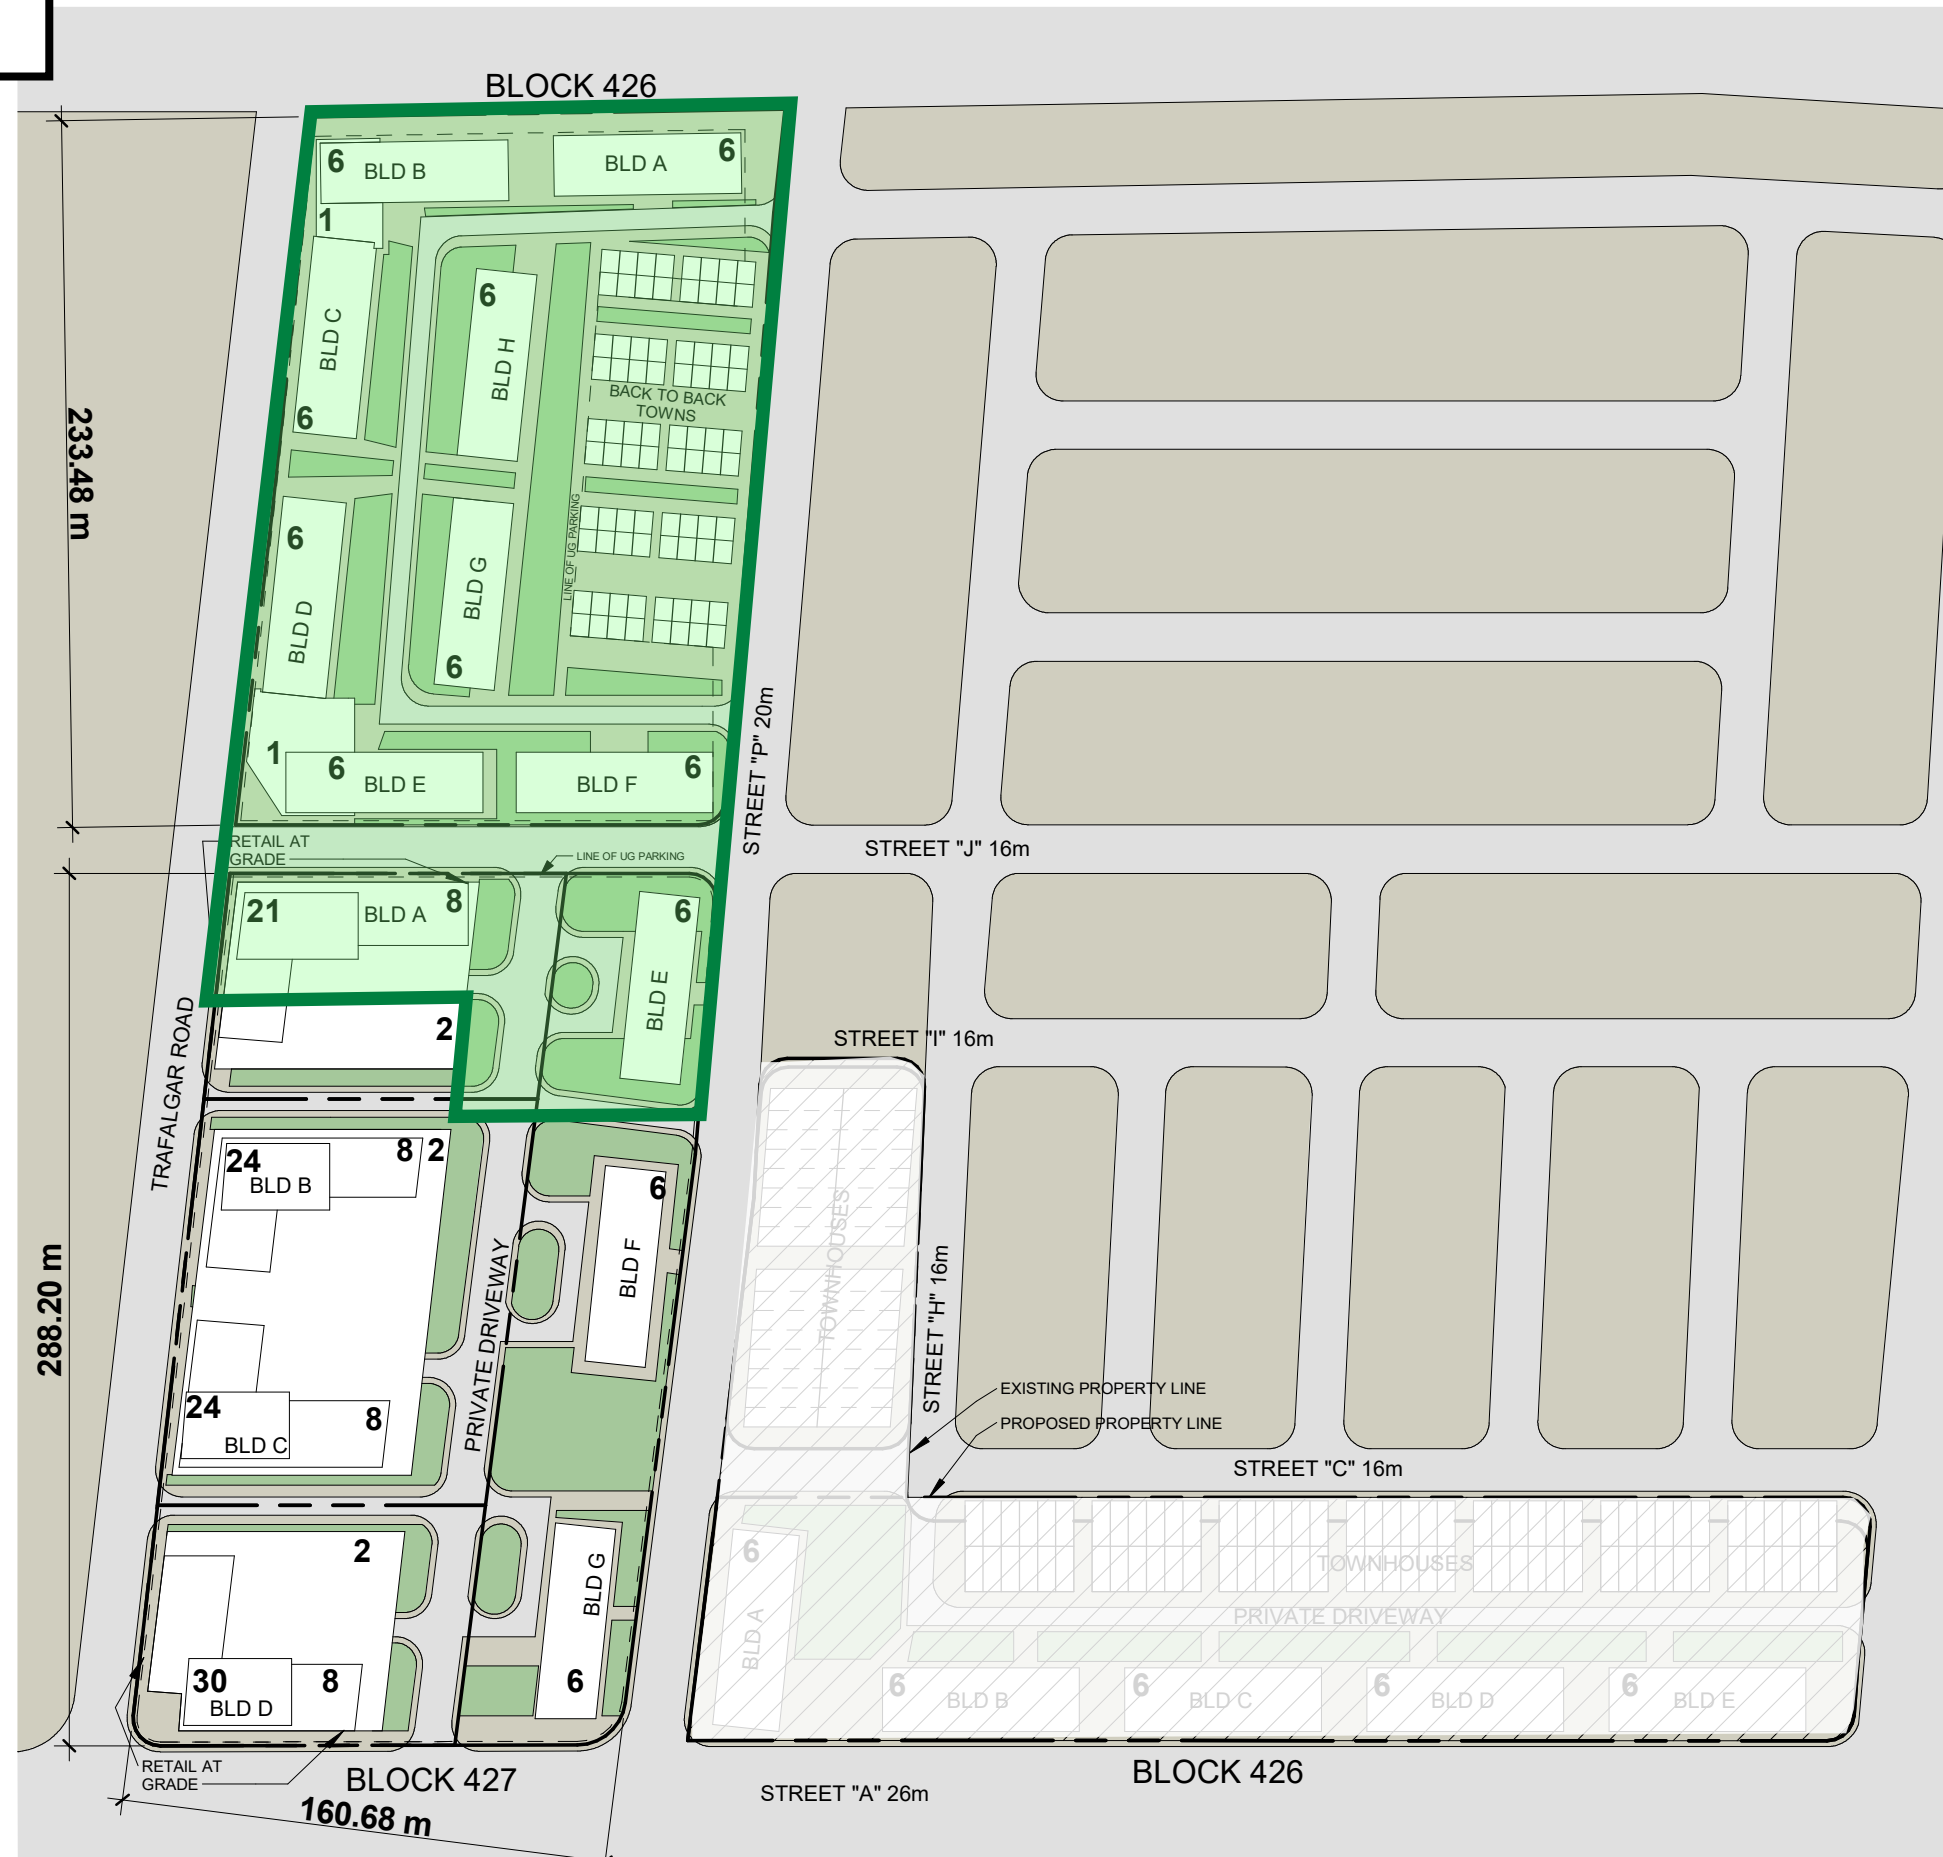 BLOCK 426
6
BLD B
BLD A
6
1
BLD C
6
6
BLD H
BACK TO BACK
TOWNS
233.48 m
LINE OF UG PARKING
6
BLD D
BLD G
6
1
6
BLD E
BLD F
6
STREET "P" 20m
RETAIL AT
GRADE
LINE OF UG PARKING
STREET "J" 16m
21
BLD A
8
6
BLD E
2
TRAFALGAR ROAD
STREET "I" 16m
24
BLD B
8
2
6
BLD F
PRIVATE DRIVEWAY
TOWNHOUSES
STREET "H" 16m
288.20 m
24
BLD C
8
EXISTING PROPERTY LINE
PROPOSED PROPERTY LINE
STREET "C" 16m
2
BLD G
6
30
BLD D
8
6
BLD A
TOWNHOUSES
PRIVATE DRIVEWAY
6
BLD B
6
BLD C
6
BLD D
6
BLD E
RETAIL AT
GRADE
BLOCK 427
160.68 m
STREET "A" 26m
BLOCK 426